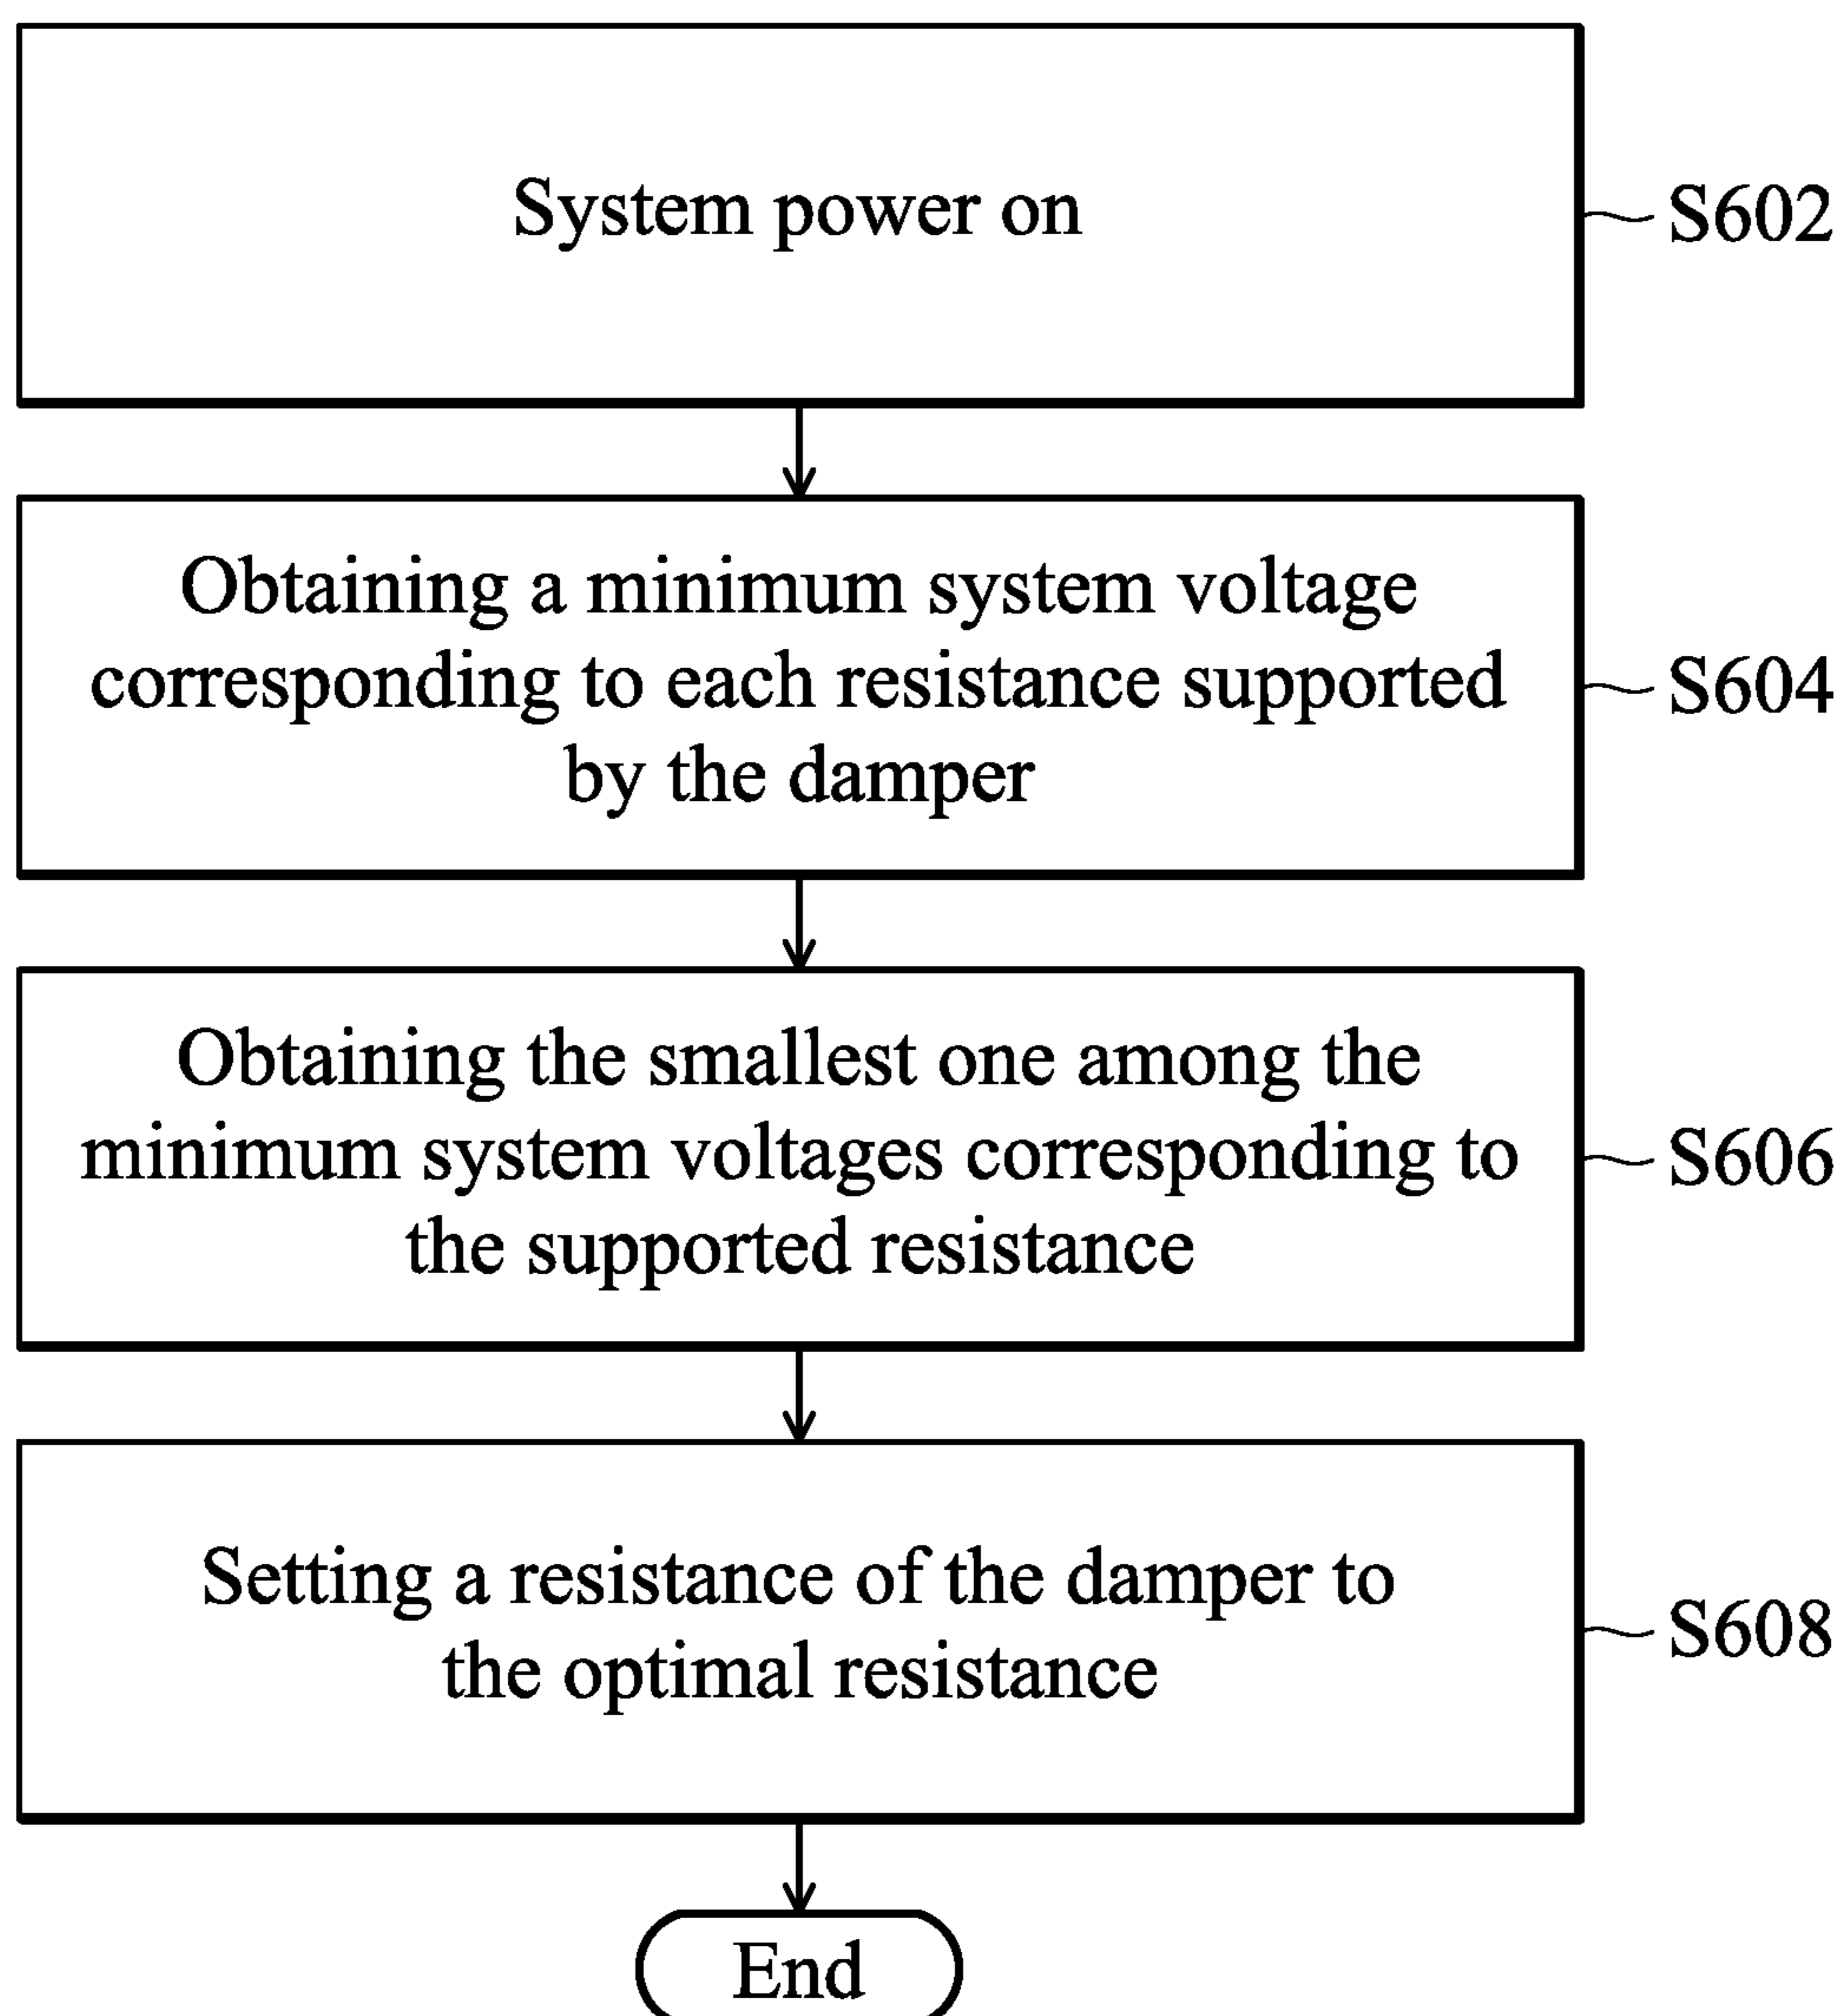 System power on
S602
Obtaining a minimum system voltage
corresponding to each resistance supported
by the damper
S604
Obtaining the smallest one among the
minimum system voltages corresponding to
the supported resistance
S606
Setting a resistance of the damper to
the optimal resistance
S608
End